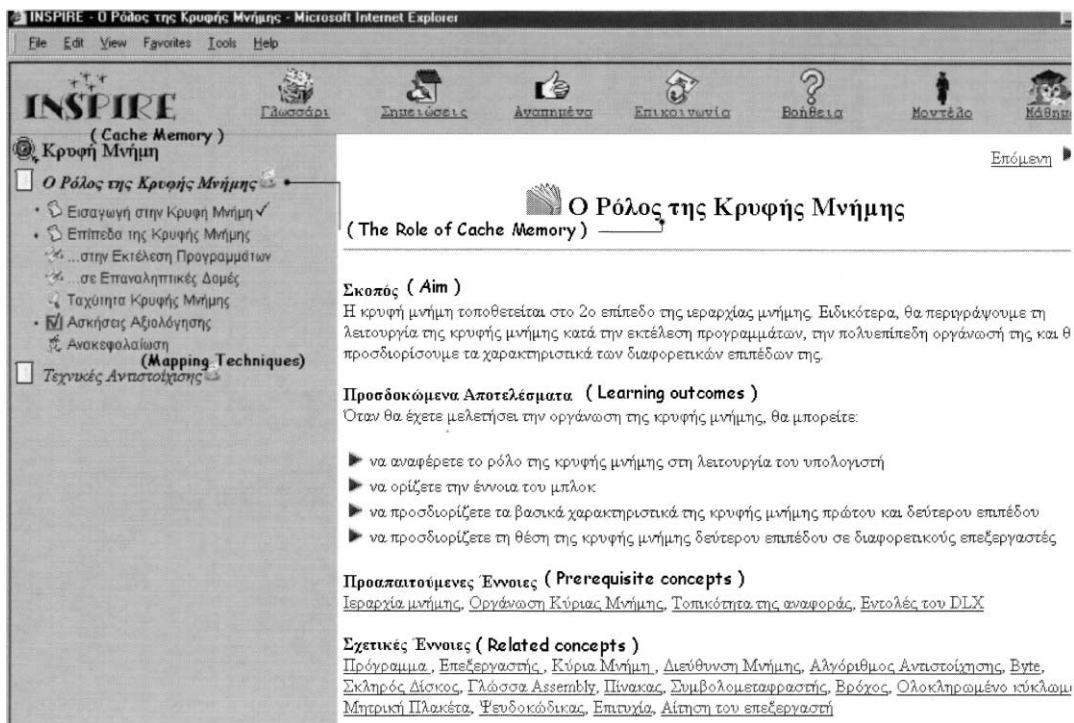 INSPIRE - Ο Ρόλος της Κρυφής Μνήμης - Microsoft Internet Explorer
File Edit View Favorites Tools Help
INSPIRE
Γλωσσάρι Σημειώσεις Αγαπημένα Επικοινωνία Βοήθεια Μοντέλο
( Cache Memory )
Κρυφή Μνήμη
Ο Ρόλος της Κρυφής Μνήμης
Εισαγωγή στην Κρυφή Μνήμη
Επίπεδα της Κρυφής Μνήμης
...στην Εκτέλεση Προγραμμάτων
...σε Επαναληπτικές Δομές
Ταχύτητα Κρυφής Μνήμης
Ασκήσεις Αξιολόγησης
Ανακεφαλαίωση
(Mapping Techniques)
Τεχνικές Αντιστοίχισης
Επόμενη
Ο Ρόλος της Κρυφής Μνήμης
( The Role of Cache Memory )
Σκοπός ( Aim )
Η κρυφή μνήμη τοποθετείται στο 2ο επίπεδο της ιεραρχίας μνήμης. Ειδικότερα, θα περιγράψουμε τη
λειτουργία της κρυφής μνήμης κατά την εκτέλεση προγραμμάτων, την πολυεπίπεδη οργάνωσή της και θ
προσδιορίσουμε τα χαρακτηριστικά των διαφορετικών επιπέδων της.
Προσδοκώμενα Αποτελέσματα ( Learning outcomes )
Όταν θα έχετε μελετήσει την οργάνωση της κρυφής μνήμης, θα μπορείτε:
να αναφέρετε το ρόλο της κρυφής μνήμης στη λειτουργία του υπολογιστή
να ορίζετε την έννοια του μπλοκ
να προσδιορίζετε τα βασικά χαρακτηριστικά της κρυφής μνήμης πρώτου και δεύτερου επιπέδου
να προσδιορίζετε τη θέση της κρυφής μνήμης δεύτερου επιπέδου σε διαφορετικούς επεξεργαστές
Προαπαιτούμενες Έννοιες ( Prerequisite concepts )
Ιεραρχία μνήμης, Οργάνωση Κύριας Μνήμης, Τοπικότητα της αναφοράς, Εντολές του DLX
Σχετικές Έννοιες ( Related concepts )
Πρόγραμμα , Επεξεργαστής , Κύρια Μνήμη , Διεύθυνση Μνήμης, Αλγόριθμος Αντιστοίχησης, Byte,
Σκληρός Δίσκος, Γλώσσα Assembly, Πίνακας, Συμβολομεταφραστής, Βρόχος, Ολοκληρωμένο κύκλωμ
Μητρική Πλακέτα, Ψευδοκώδικας, Επιτυχία, Αίτηση του επεξεργαστή